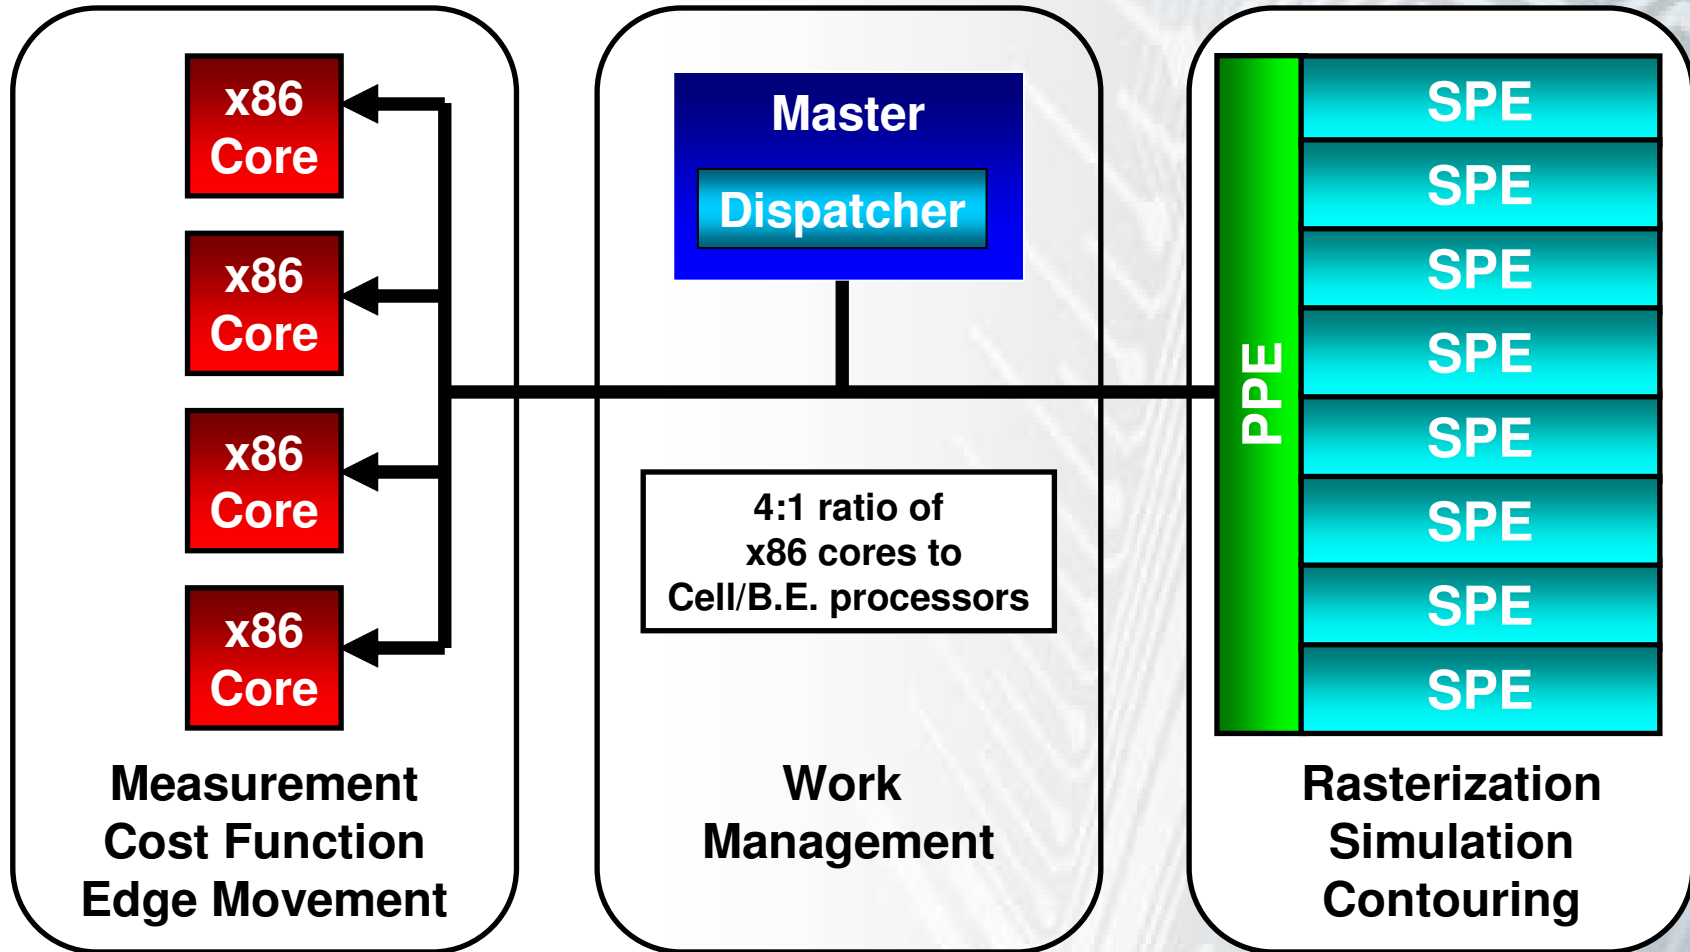 x86
Core
x86
Core
x86
Core
x86
Core
Measurement
Cost Function
Edge Movement
Master
Dispatcher
4:1 ratio of
x86 cores to
Cell/B.E. processors
Work
Management
PPE
SPE
SPE
SPE
SPE
SPE
SPE
SPE
SPE
Rasterization
Simulation
Contouring